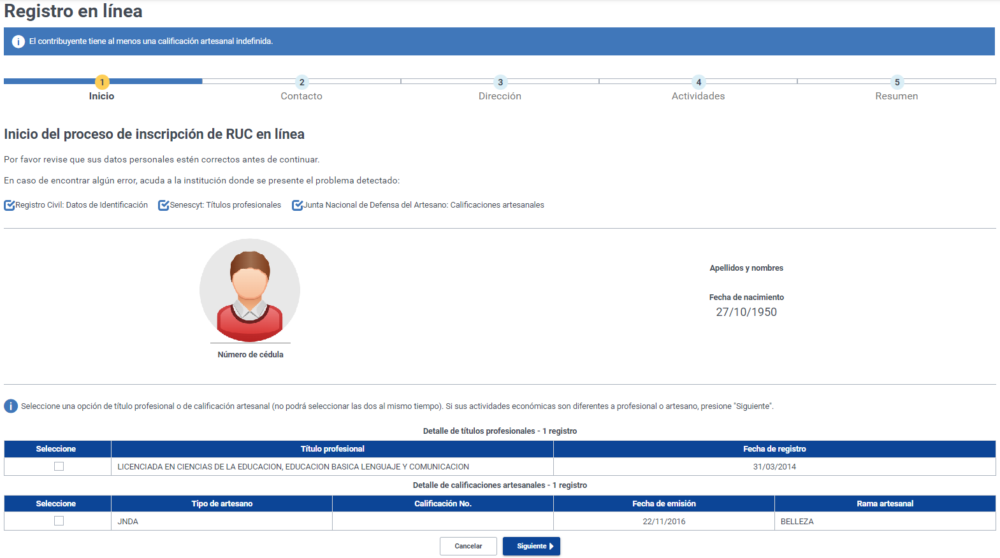 Registro en línea
El contribuyente tiene al menos una calificación artesanal indefinida.
1 2 3 4 5
Inicio Contacto Dirección Actividades Resumen
Inicio del proceso de inscripción de RUC en línea
Por favor revise que sus datos personales estén correctos antes de continuar.
En caso de encontrar algún error, acuda a la institución donde se presente el problema detectado:
Registro Civil: Datos de Identificación Senescyt: Títulos profesionales Junta Nacional de Defensa del Artesano: Calificaciones artesanales
Apellidos y nombres
Fecha de nacimiento
27/10/1950
Número de cédula
Seleccione una opción de título profesional o de calificación artesanal (no podrá seleccionar las dos al mismo tiempo). Si sus actividades económicas son diferentes a profesional o artesano, presione "Siguiente".
Detalle de títulos profesionales - 1 registro
Seleccione Título profesional Fecha de registro
LICENCIADA EN CIENCIAS DE LA EDUCACION, EDUCACION BASICA LENGUAJE Y COMUNICACION 31/03/2014
Detalle de calificaciones artesanales - 1 registro
Seleccione Tipo de artesano Calificación No. Fecha de emisión Rama artesanal
JNDA 22/11/2016 BELLEZA
Cancelar Siguiente